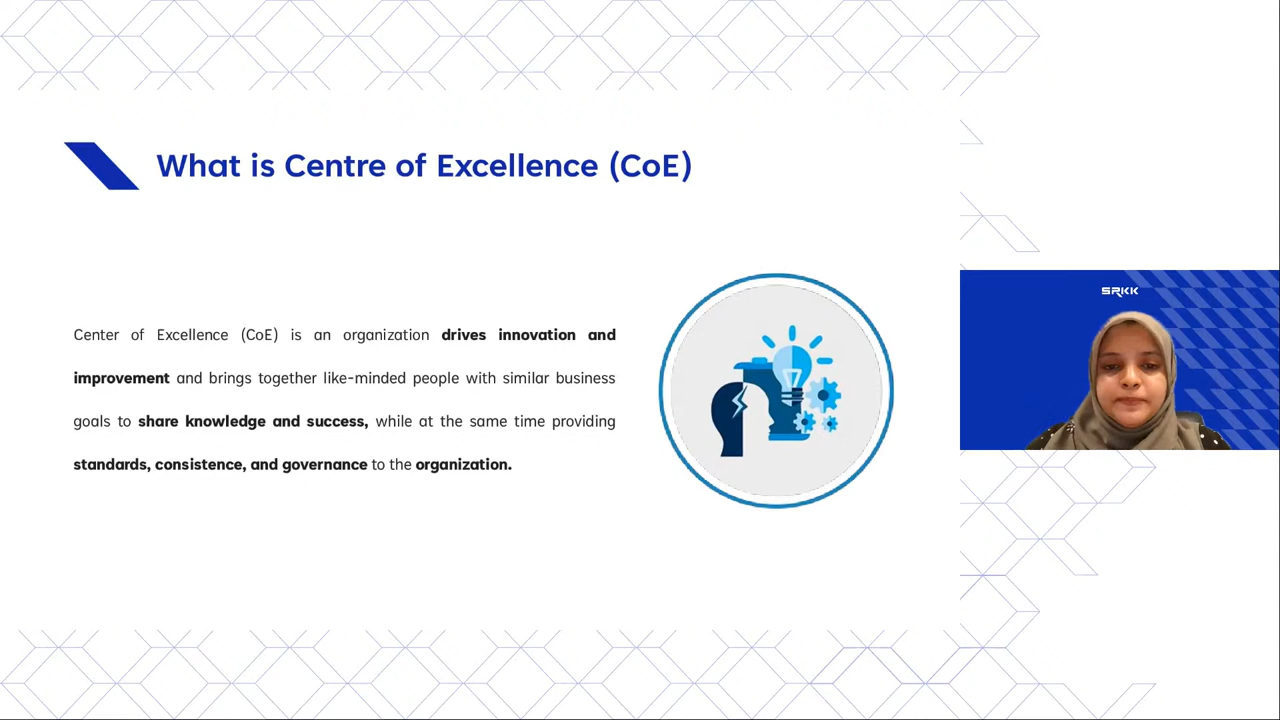 What is Centre of Excellence (CoE)
Center of Excellence (CoE) is an organization drives innovation and
improvement and brings together like-minded people with similar business
goals to share knowledge and success, while at the same time providing
standards, consistence, and governance to the organization.
SRKK